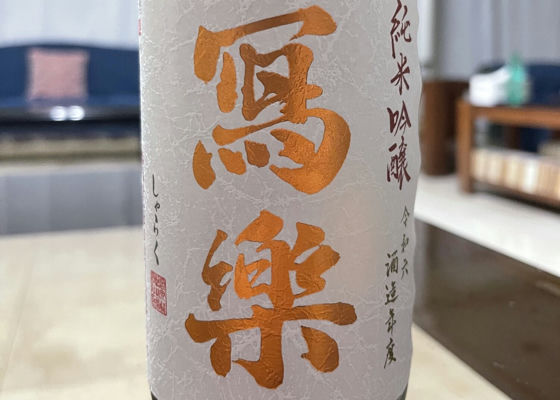 純米吟醸
令和六
酒造年度
寫樂
しゃらく